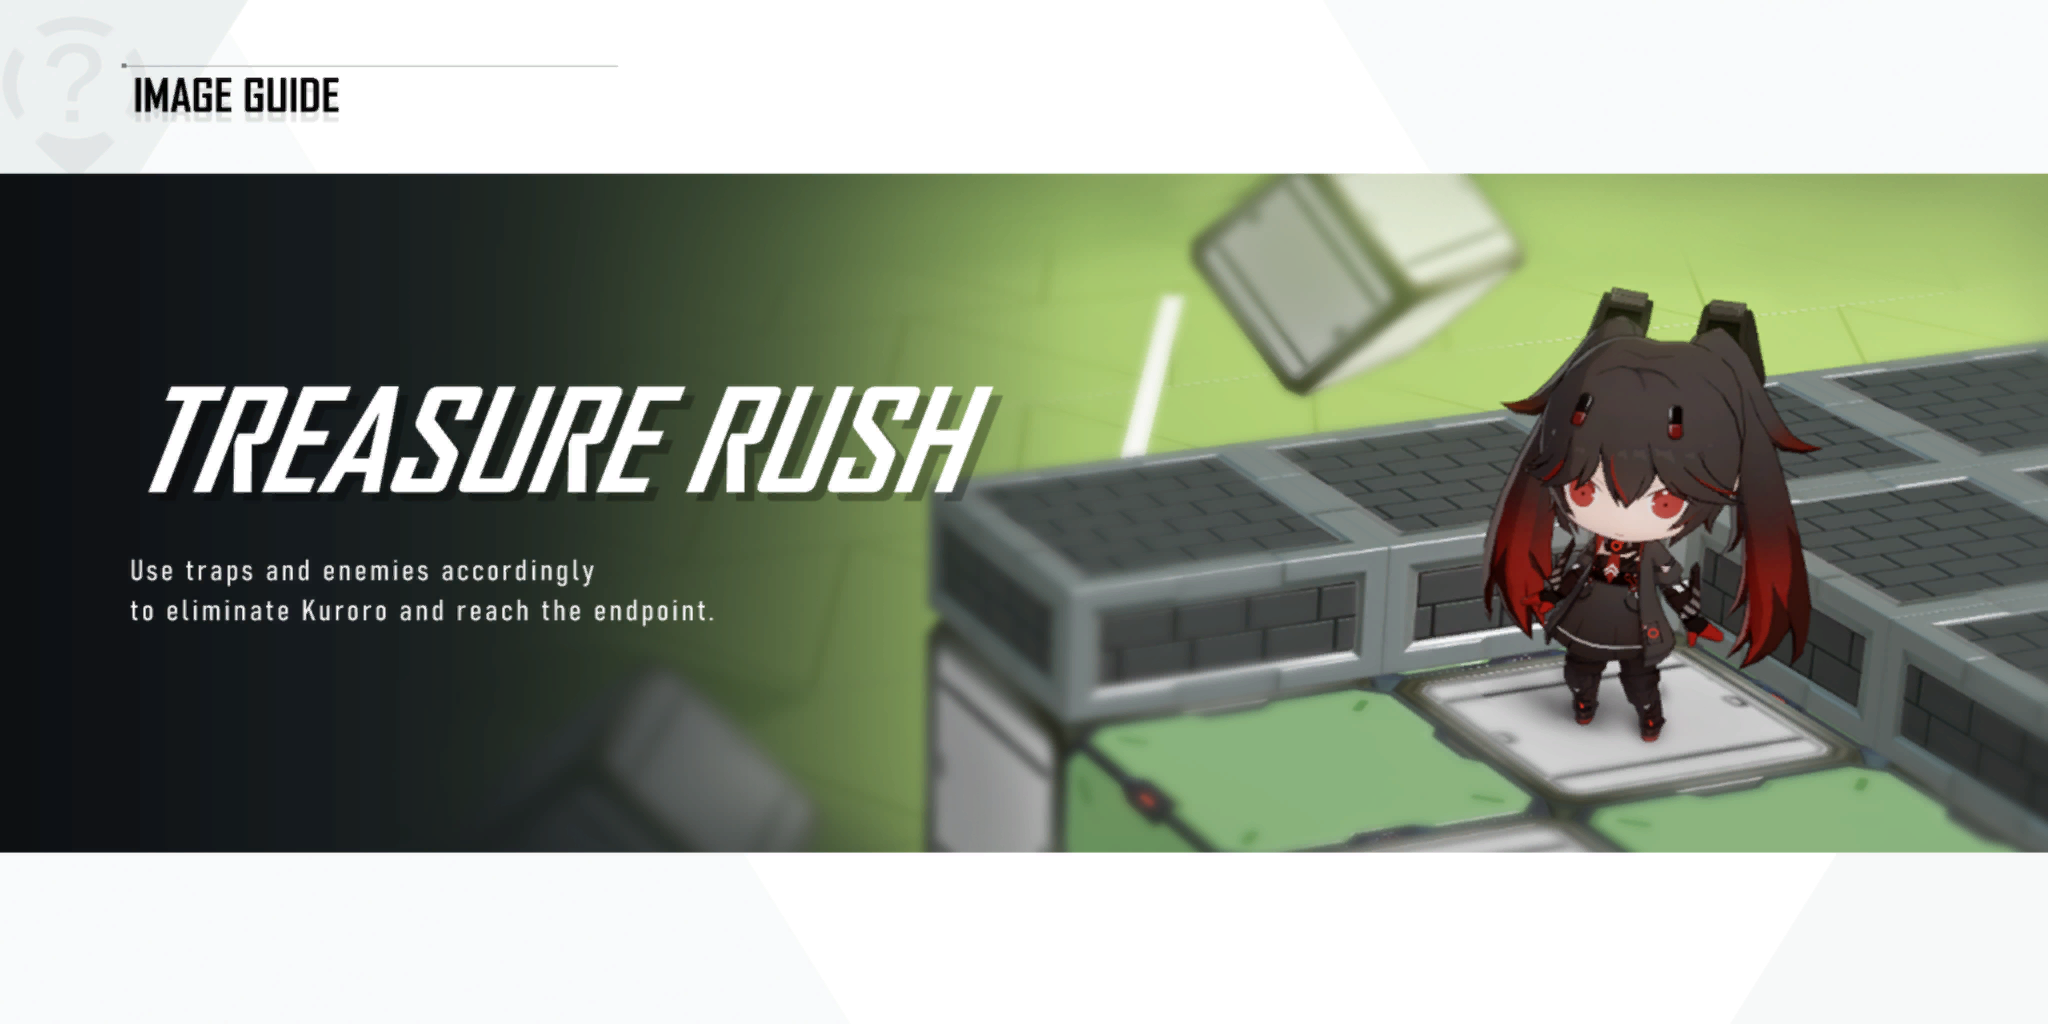 IMAGE GUIDE
TREASURE RUSH
Use traps and enemies accordingly
to eliminate Kuroro and reach the endpoint.